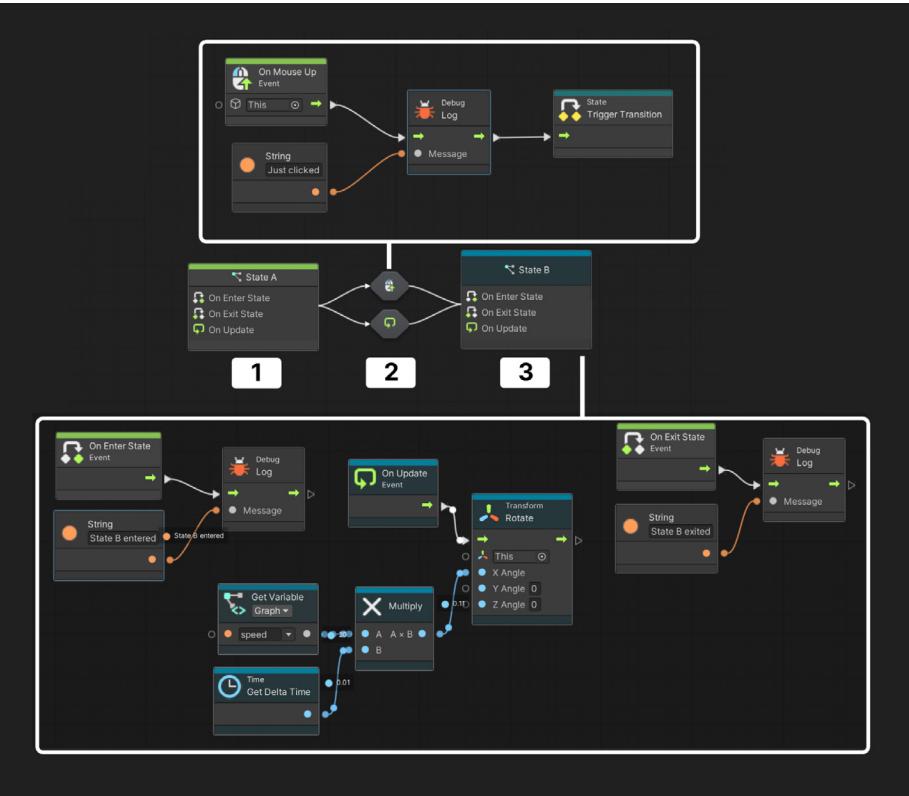 On Mouse Up
Event
This
Debug
Log
Message
State
Trigger Transition
String
Just clicked
State A
On Enter State
On Exit State
On Update
State B
On Enter State
On Exit State
On Update
1
2
3
On Enter State
Event
Debug
Log
Message
String
State B entered
State B entered
On Update
Event
Transform
Rotate
This
X Angle
Y Angle 0
Z Angle 0
Get Variable
Graph
speed
Multiply
A A × B
B
Time
Get Delta Time
0.01
On Exit State
Event
Debug
Log
Message
String
State B exited